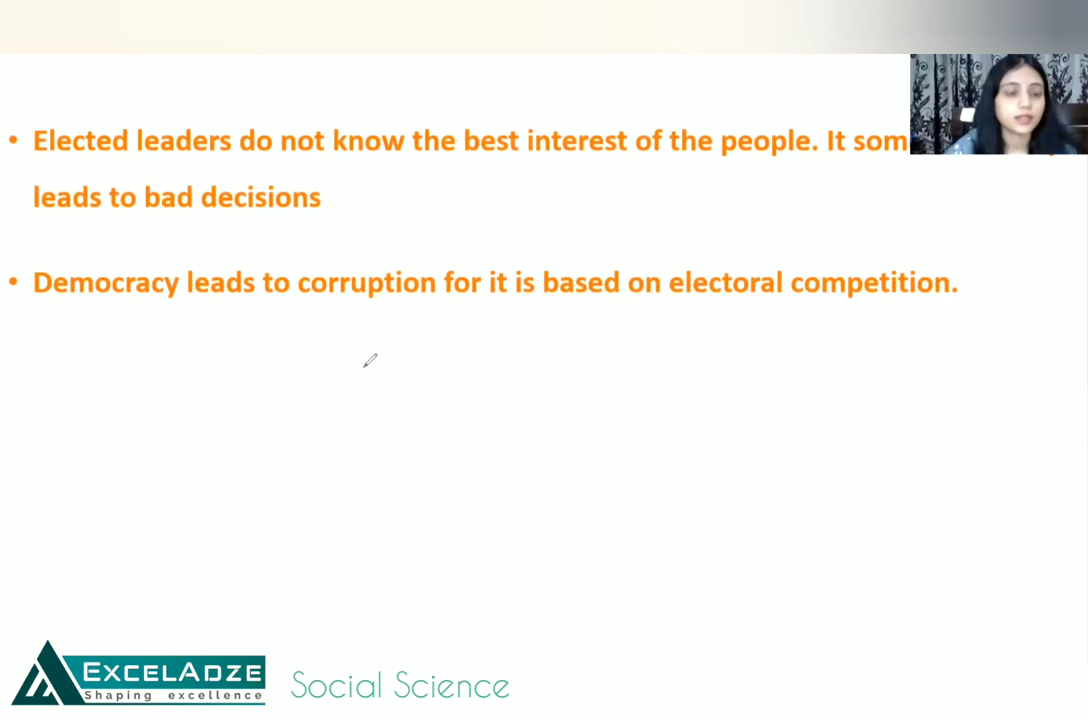 • Elected leaders do not know the best interest of the people. It som
leads to bad decisions
• Democracy leads to corruption for it is based on electoral competition.
EXCELADZE
Shaping excellence
Social Science